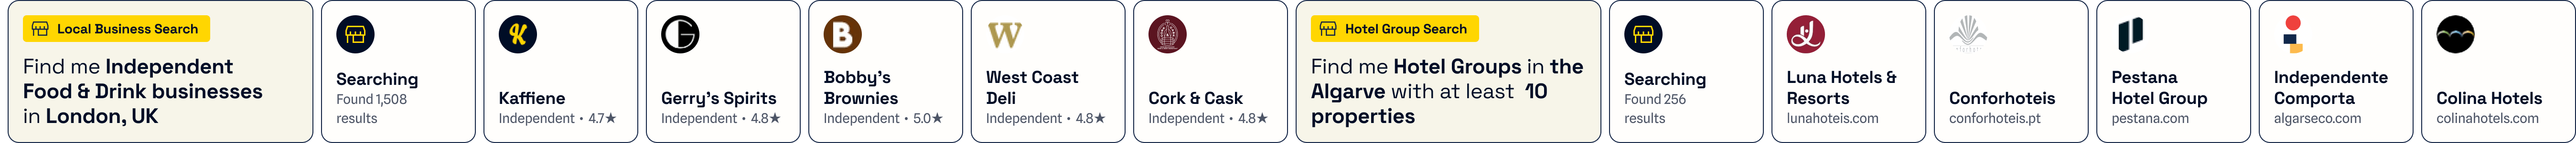 Local Business Search
Find me Independent
Food & Drink businesses
in London, UK
Searching
Found 1,508
results
K
Kaffiene
Independent • 4.7★
G
Gerry's Spirits
Independent • 4.8★
B
Bobby's
Brownies
Independent • 5.0★
W
West Coast
Deli
Independent • 4.8★
Cork & Cask
Independent • 4.8★
Hotel Group Search
Find me Hotel Groups in the
Algarve with at least 10
properties
Searching
Found 256
results
Luna Hotels &
Resorts
lunahoteis.com
Conforhoteis
conforhoteis.pt
Pestana
Hotel Group
pestana.com
Independente
Comporta
algarseco.com
Colina Hotels
colinahotels.com